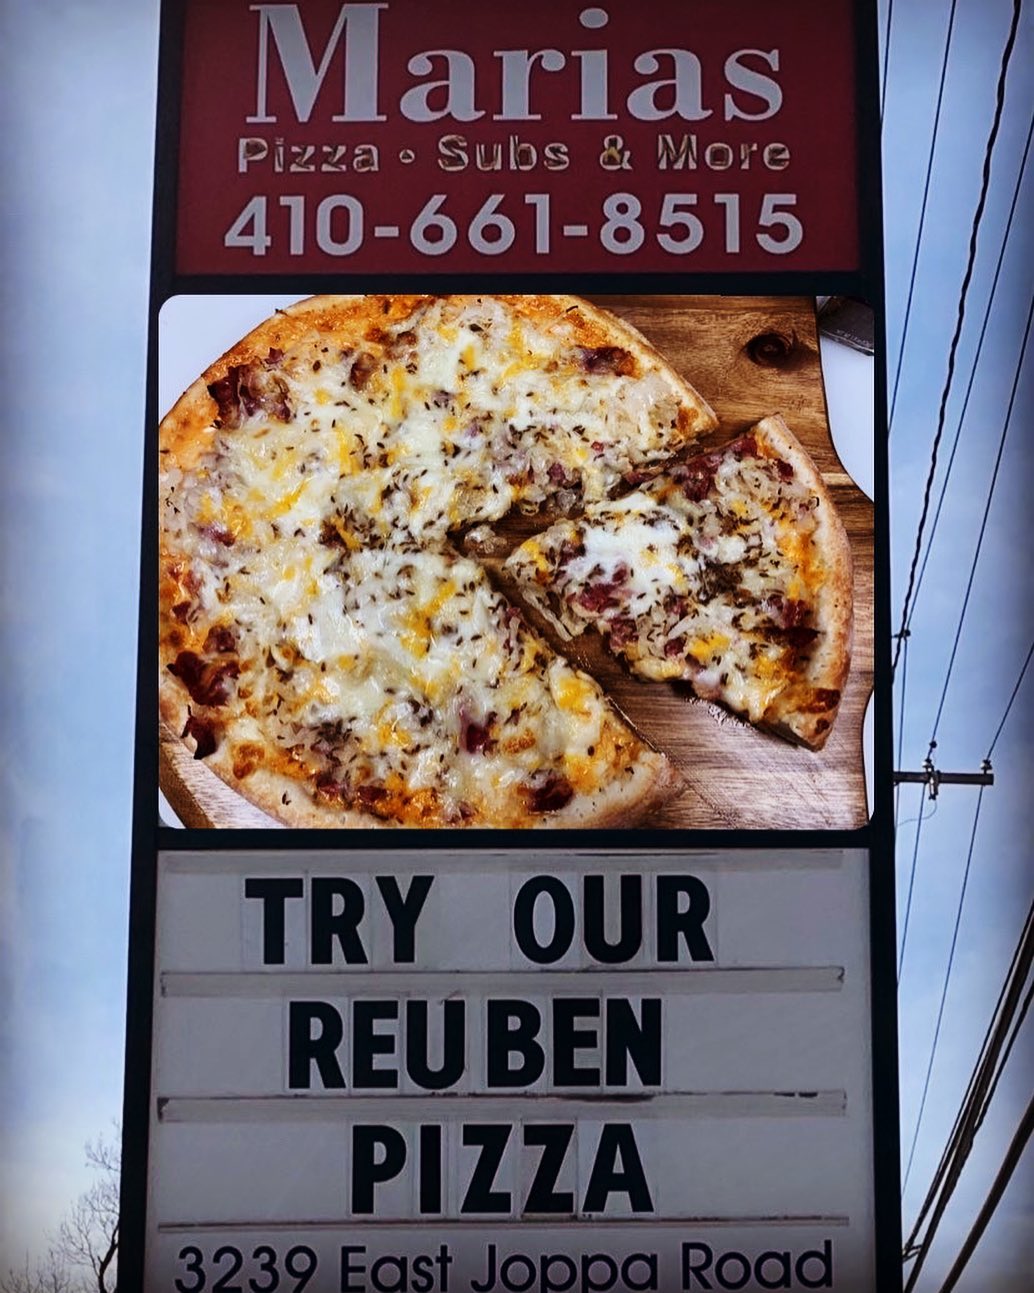 Marias
Pizza • Subs & More
410-661-8515
TRY OUR
REUBEN
PIZZA
3239 East Joppa Road